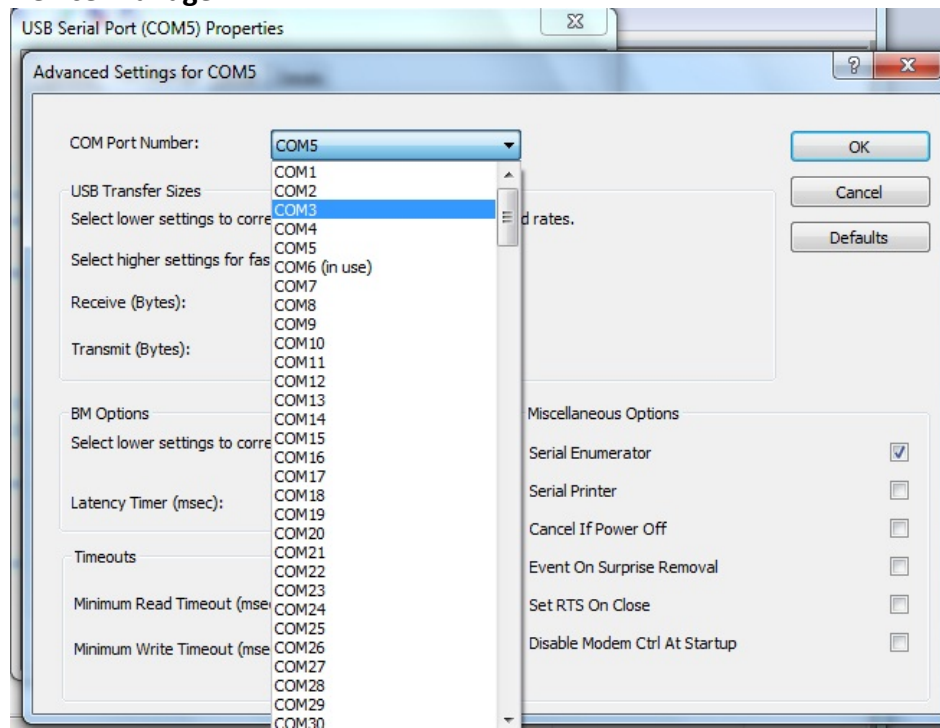 USB Serial Port (COM5) Properties
Advanced Settings for COM5
COM Port Number:
COM5
OK
Cancel
Defaults
COM1
COM2
COM3
COM4
COM5
COM6 (in use)
COM7
COM8
COM9
COM10
COM11
COM12
COM13
COM14
COM15
COM16
COM17
COM18
COM19
COM20
COM21
COM22
COM23
COM24
COM25
COM26
COM27
COM28
COM29
COM30
USB Transfer Sizes
Select lower settings to corre
d rates.
Select higher settings for fas
Receive (Bytes):
Transmit (Bytes):
BM Options
Select lower settings to corre
Latency Timer (msec):
Timeouts
Minimum Read Timeout (mse
Minimum Write Timeout (mse
Miscellaneous Options
Serial Enumerator
Serial Printer
Cancel If Power Off
Event On Surprise Removal
Set RTS On Close
Disable Modem Ctrl At Startup